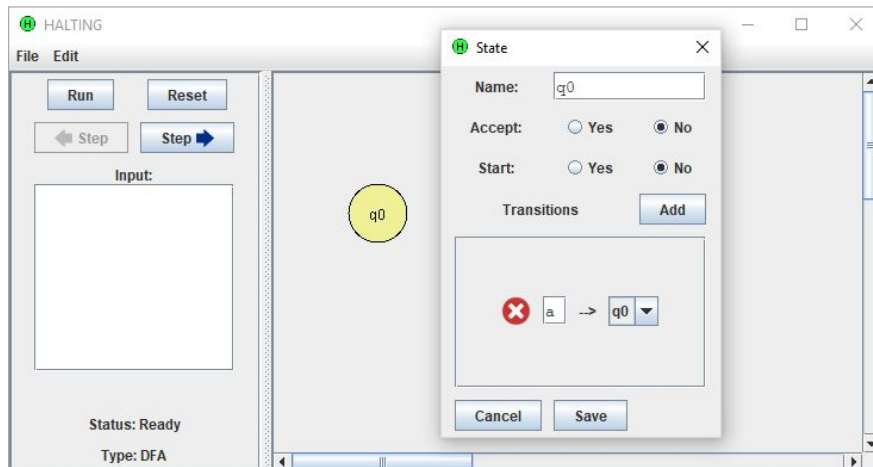 HALTING
File Edit
Run Reset
Step Step
Input:
Status: Ready
Type: DFA
q0
State
Name: q0
Accept: Yes No
Start: Yes No
Transitions Add
a --> q0
Cancel Save